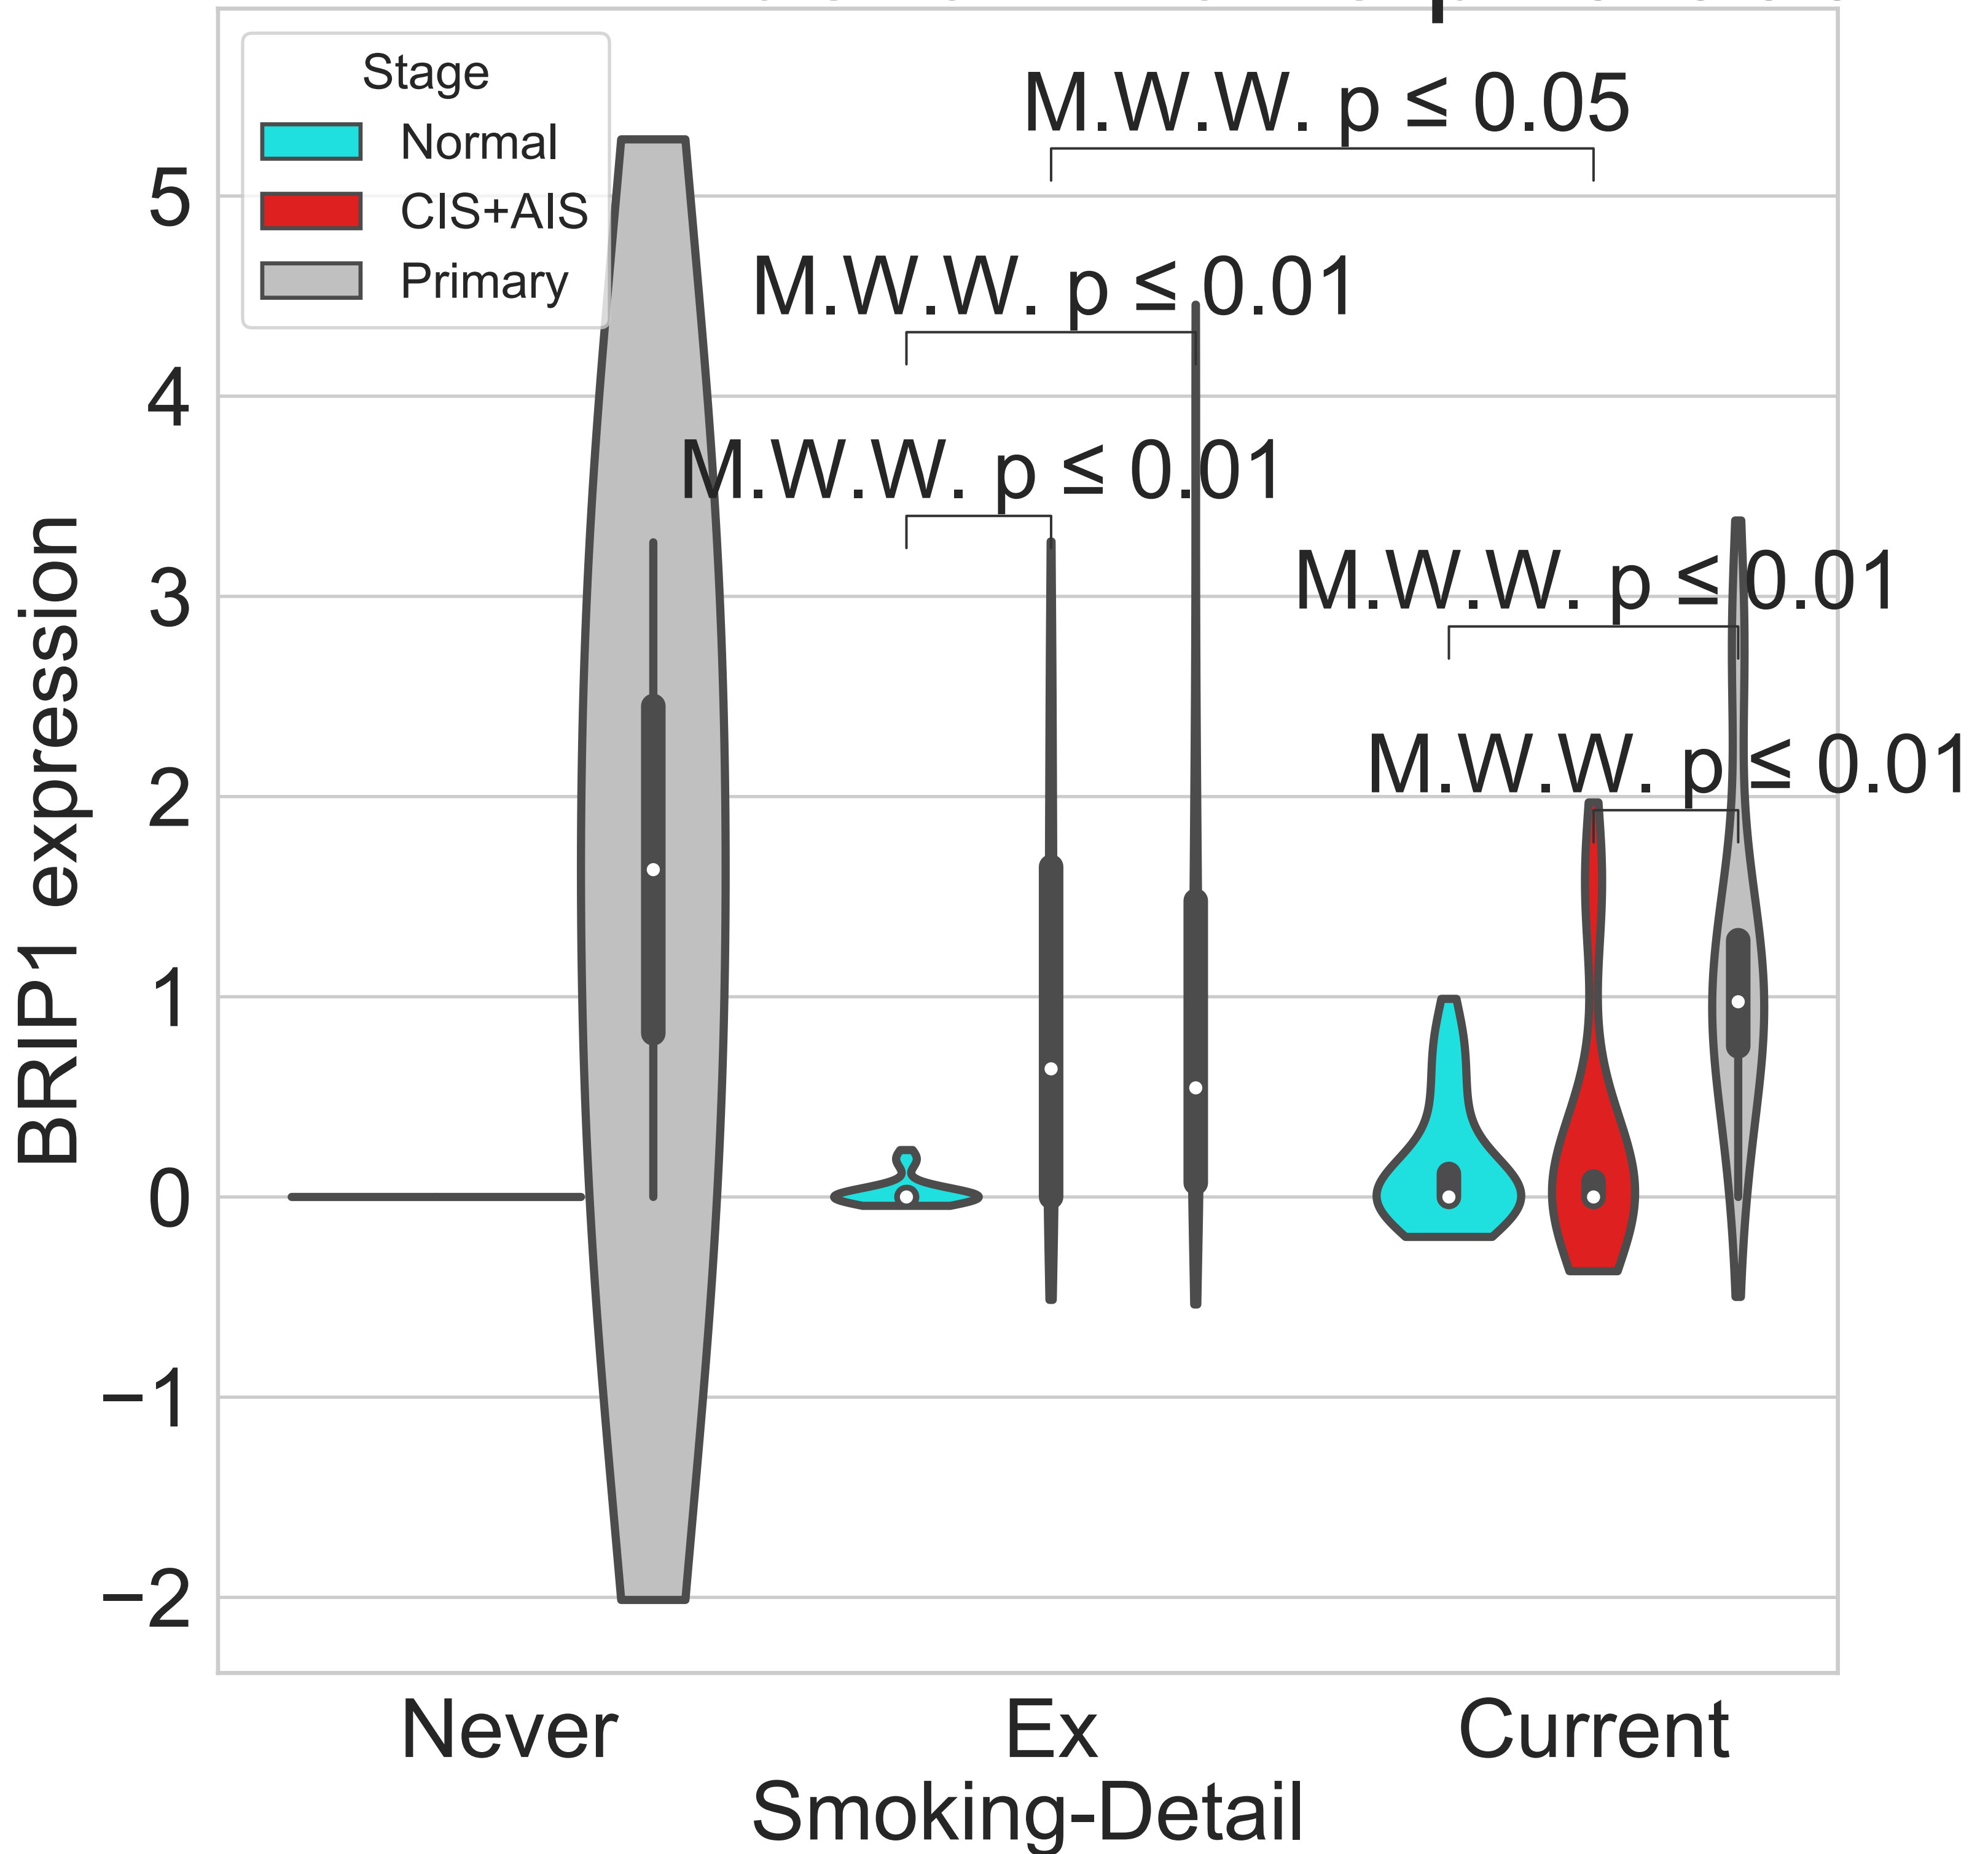 Stage
Normal
CIS+AIS
Primary
M.W.W. p ≤ 0.05
M.W.W. p ≤ 0.01
M.W.W. p ≤ 0.01
M.W.W. p ≤ 0.01
M.W.W. p ≤ 0.01
5
4
3
2
1
0
−1
−2
BRIP1 expression
Never
Ex
Current
Smoking-Detail